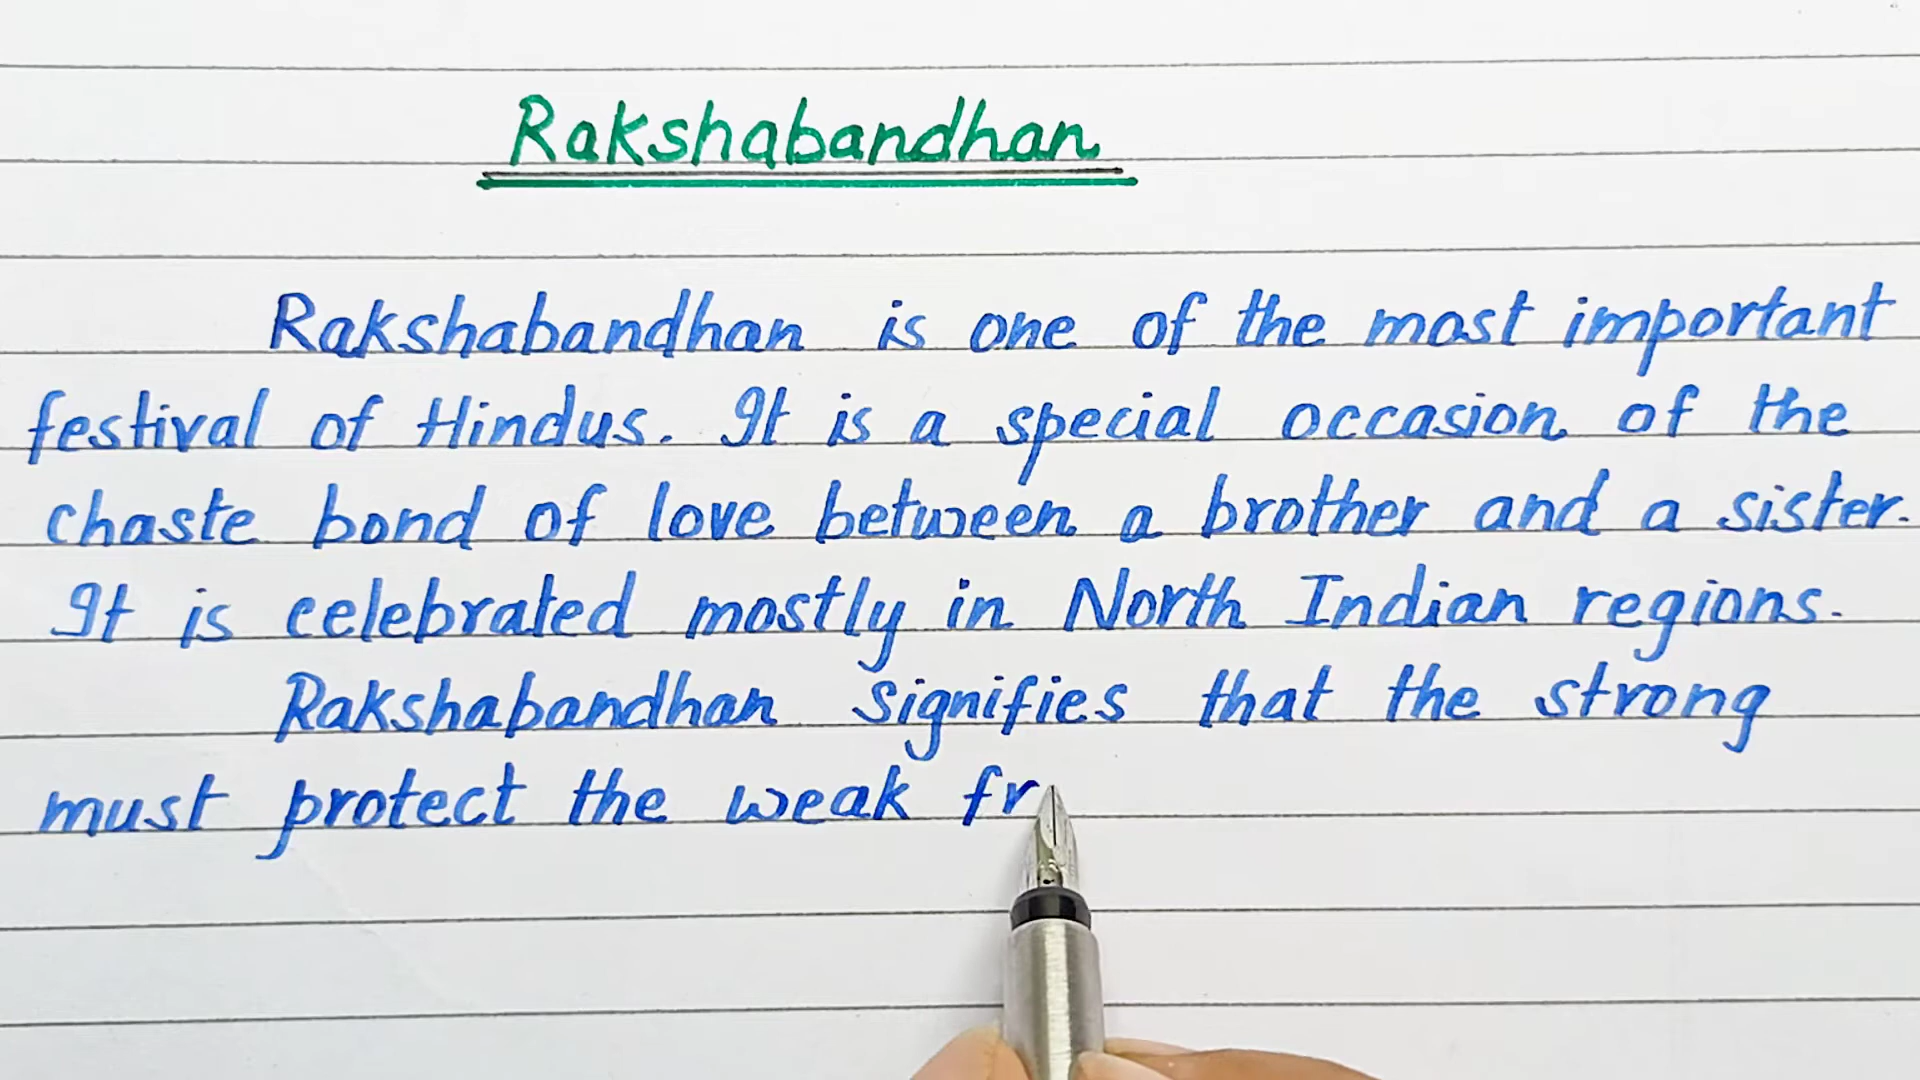 Rakshabandhan
Rakshabandhan is one of the most important
festival of Hindus. It is a special occasion of the
chaste bond of love between a brother and a sister.
It is celebrated mostly in North Indian regions.
Rakshabandhan signifies that the strong
must protect the weak fr